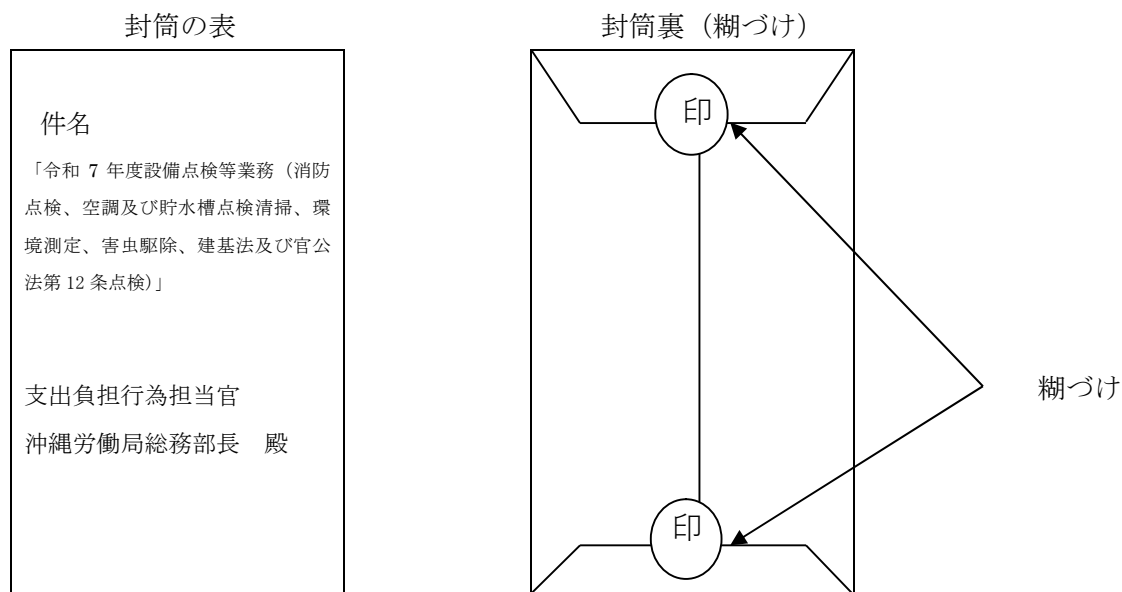 封筒の表
件名
「令和 7 年度設備点検等業務（消防
点検、空調及び貯水槽点検清掃、環
境測定、害虫駆除、建基法及び官公
法第 12 条点検)」
支出負担行為担当官
沖縄労働局総務部長　殿
封筒裏（糊づけ）
印
印
糊づけ